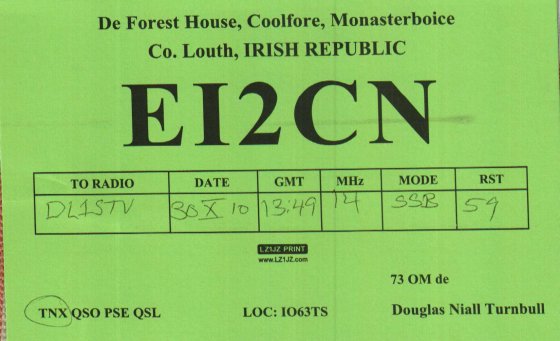 De Forest House, Coolfore, Monasterboice
Co. Louth, IRISH REPUBLIC
EI2CN
TO RADIO DATE GMT MHz MODE RST
DL1STV 30 X 10 13:49 14 SSB 59
LZ1JZ PRINT
www.LZ1JZ.com
73 OM de
TNX QSO PSE QSL LOC: IO63TS Douglas Niall Turnbull